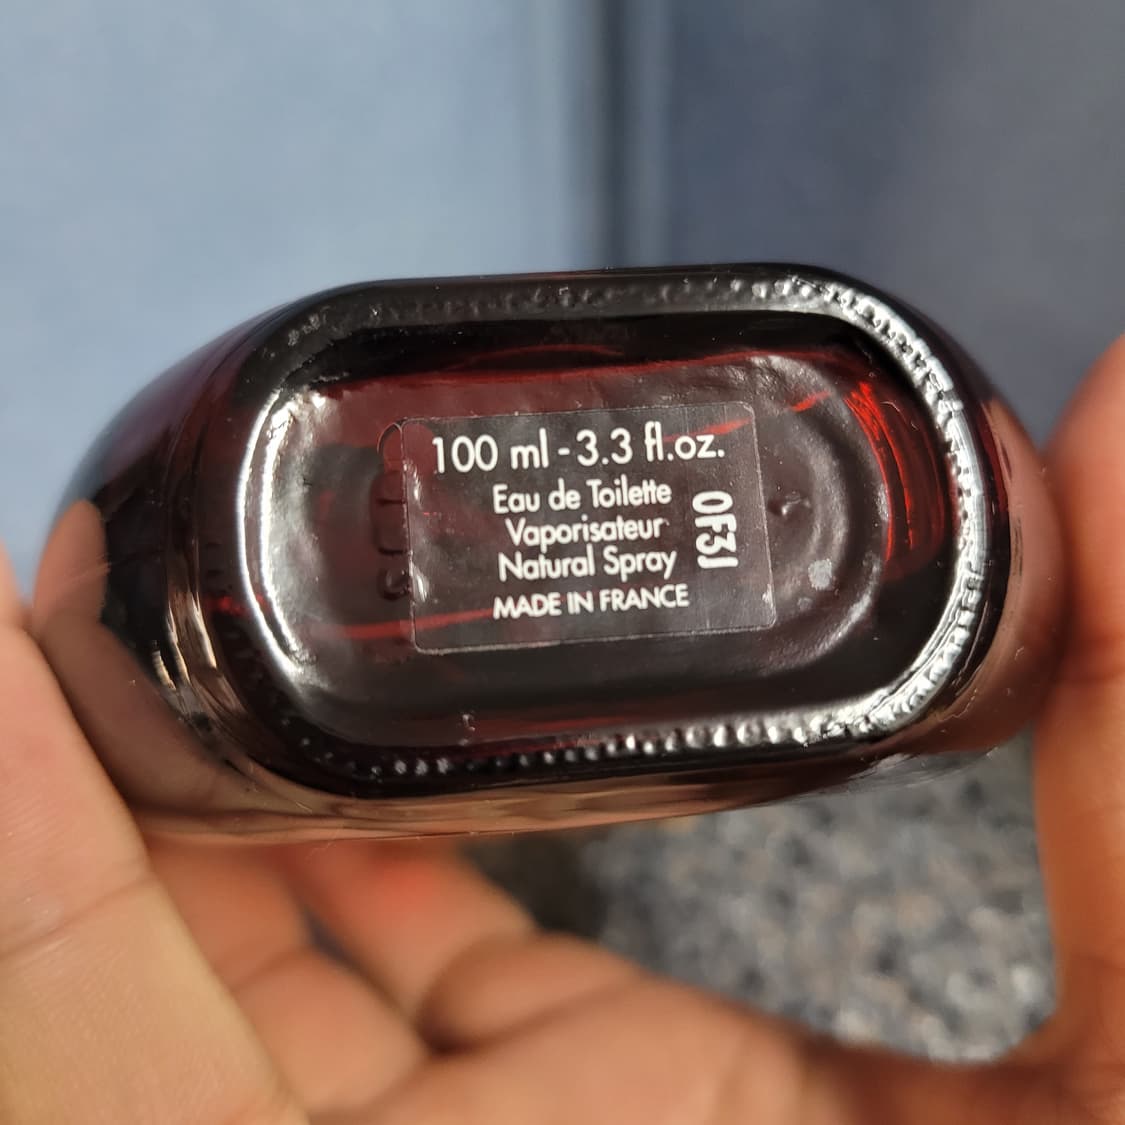 100 ml - 3.3 fl.oz.
Eau de Toilette
Vaporisateur
Natural Spray
MADE IN FRANCE
0F3J